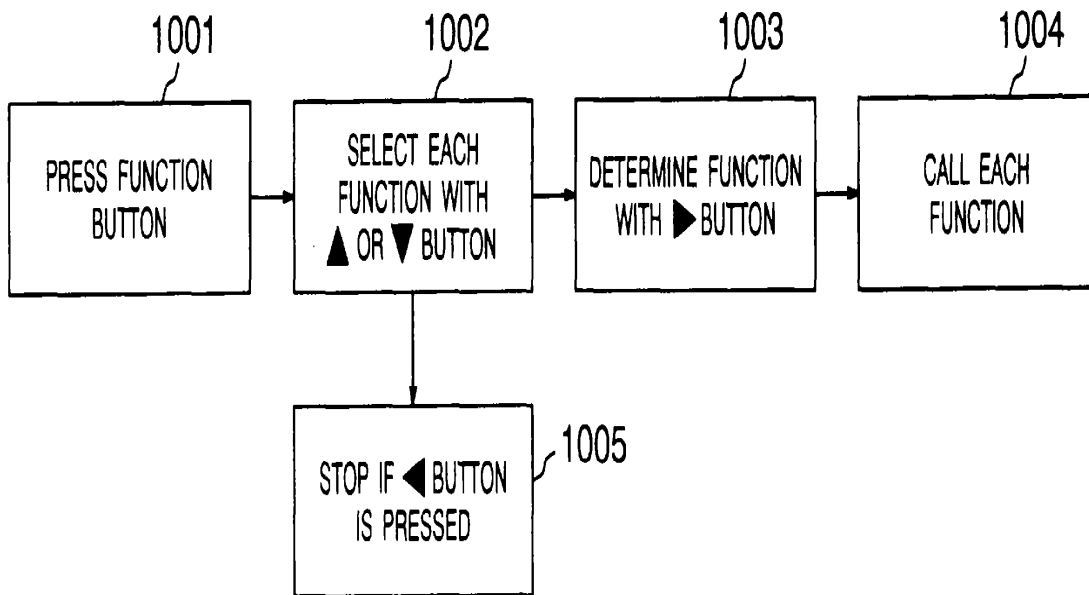 1001
1002
1003
1004
PRESS FUNCTION
BUTTON
SELECT EACH
FUNCTION WITH
▲ OR ▼ BUTTON
DETERMINE FUNCTION
WITH ▶ BUTTON
CALL EACH
FUNCTION
1005
STOP IF ◀ BUTTON
IS PRESSED